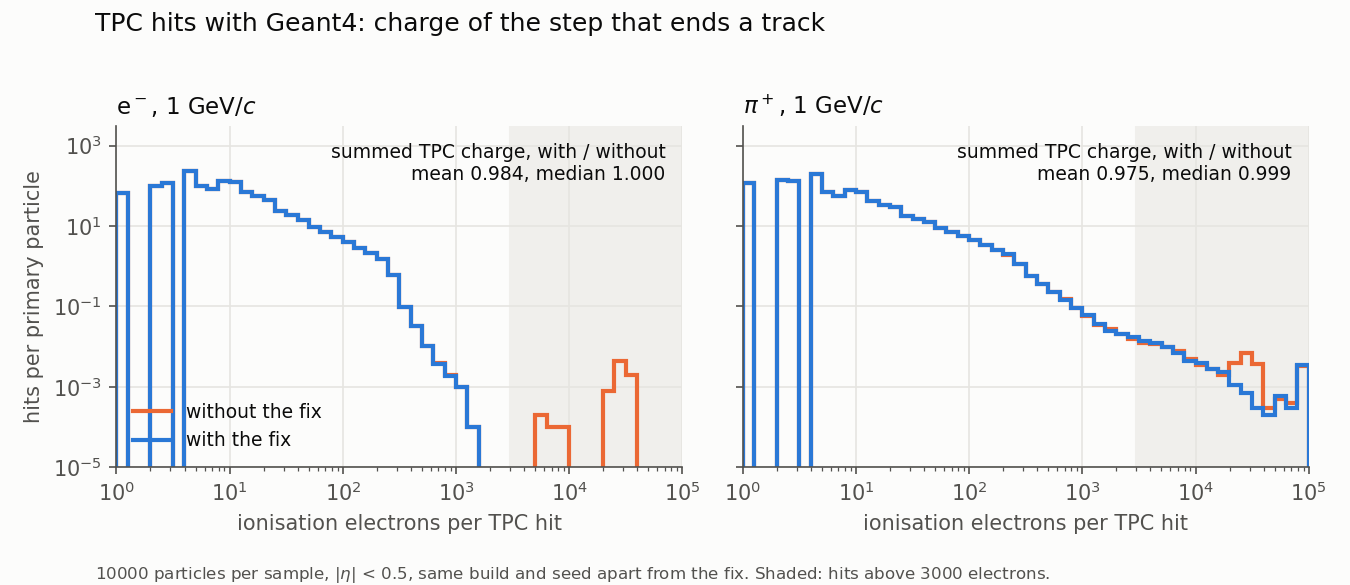 TPC hits with Geant4: charge of the step that ends a track
e⁻, 1 GeV/c
π⁺, 1 GeV/c
summed TPC charge, with / without
mean 0.984, median 1.000
summed TPC charge, with / without
mean 0.975, median 0.999
hits per primary particle
10³
10¹
10⁻¹
10⁻³
10⁻⁵
without the fix
with the fix
10⁰ 10¹ 10² 10³ 10⁴ 10⁵
10⁰ 10¹ 10² 10³ 10⁴ 10⁵
ionisation electrons per TPC hit
ionisation electrons per TPC hit
10000 particles per sample, |η| < 0.5, same build and seed apart from the fix. Shaded: hits above 3000 electrons.